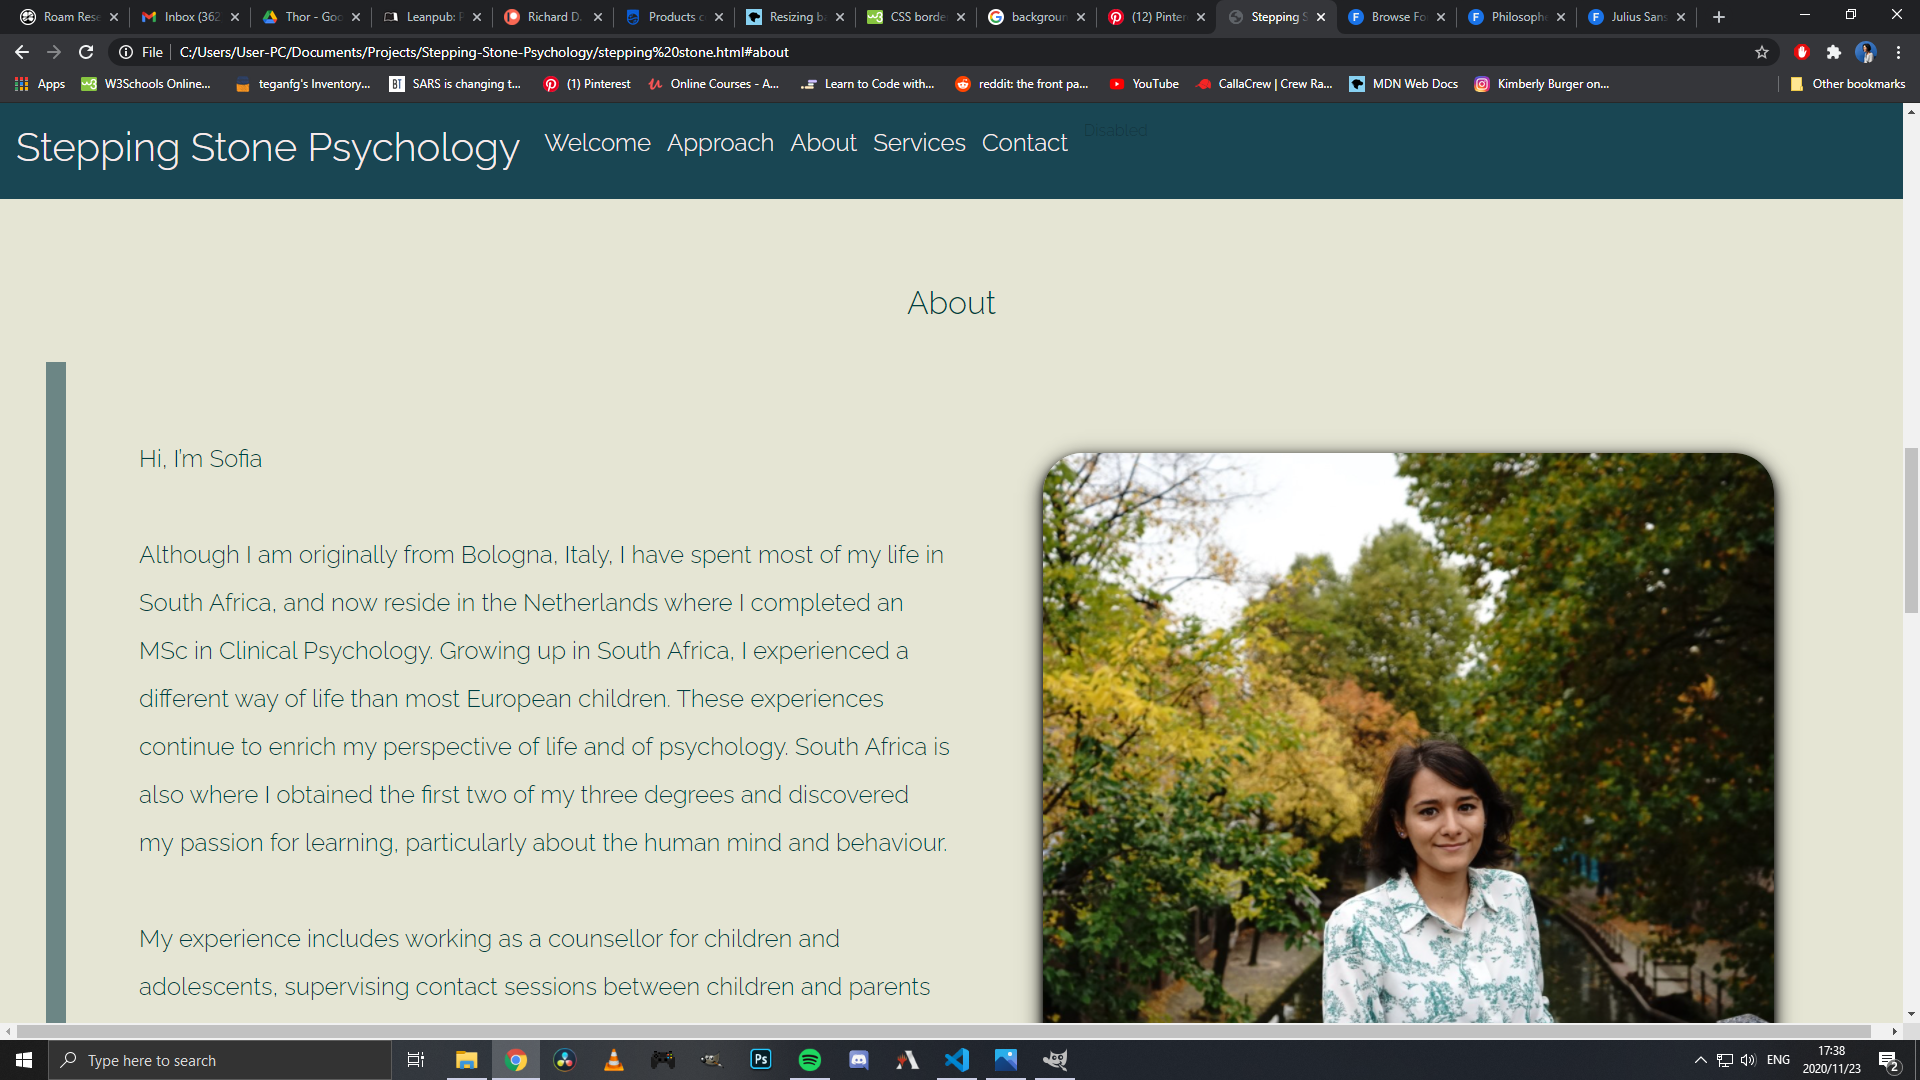 Roam Rese
Inbox (362
Thor - Goo
Leanpub: P
Richard D.
Products c
Resizing b
CSS borde
backgroun
(12) Pinter
Stepping S
Browse Fo
Philosoph
Julius Sans
File
C:/Users/User-PC/Documents/Projects/Stepping-Stone-Psychology/stepping%20stone.html#about
Apps
W3Schools Online...
teganfg's Inventory...
BT
SARS is changing t...
(1) Pinterest
Online Courses - A...
Learn to Code with...
reddit: the front pa...
YouTube
CallaCrew | Crew Ra...
MDN Web Docs
Kimberly Burger on...
Other bookmarks
Stepping Stone Psychology
Welcome
Approach
About
Services
Contact
Disabled
About
Hi, I'm Sofia
Although I am originally from Bologna, Italy, I have spent most of my life in
South Africa, and now reside in the Netherlands where I completed an
MSc in Clinical Psychology. Growing up in South Africa, I experienced a
different way of life than most European children. These experiences
continue to enrich my perspective of life and of psychology. South Africa is
also where I obtained the first two of my three degrees and discovered
my passion for learning, particularly about the human mind and behaviour.
My experience includes working as a counsellor for children and
adolescents, supervising contact sessions between children and parents
Type here to search
Ps
ENG
17:38
2020/11/23
2